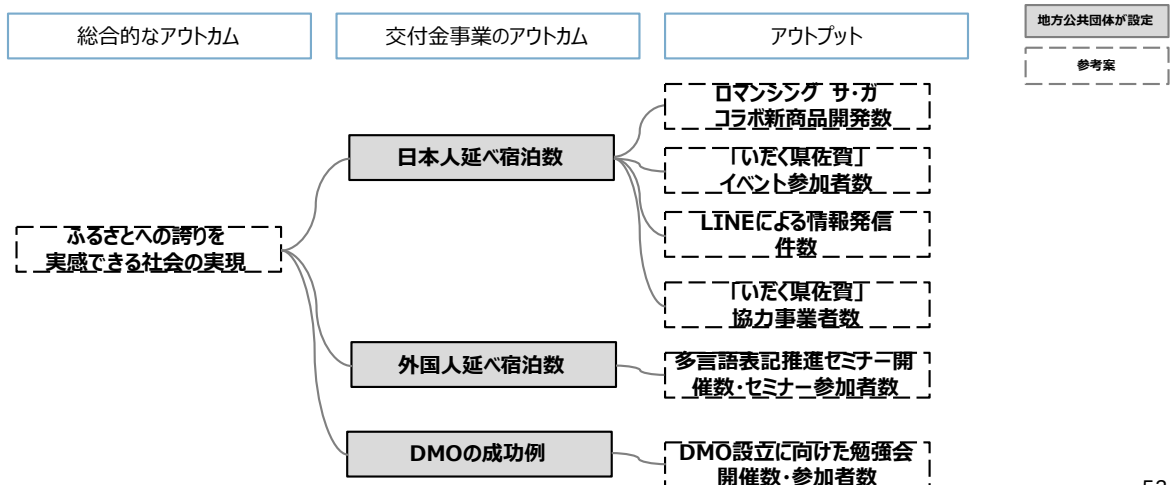 総合的なアウトカム
交付金事業のアウトカム
アウトプット
地方公共団体が設定
参考案
ロマンシング サ・ガ
コラボ新商品開発数
日本人延べ宿泊数
「いだく県佐賀」
イベント参加者数
LINEによる情報発信
件数
ふるさとへの誇りを
実感できる社会の実現
「いだく県佐賀」
協力事業者数
外国人延べ宿泊数
多言語表記推進セミナー開
催数・セミナー参加者数
DMOの成功例
DMO設立に向けた勉強会
開催数・参加者数